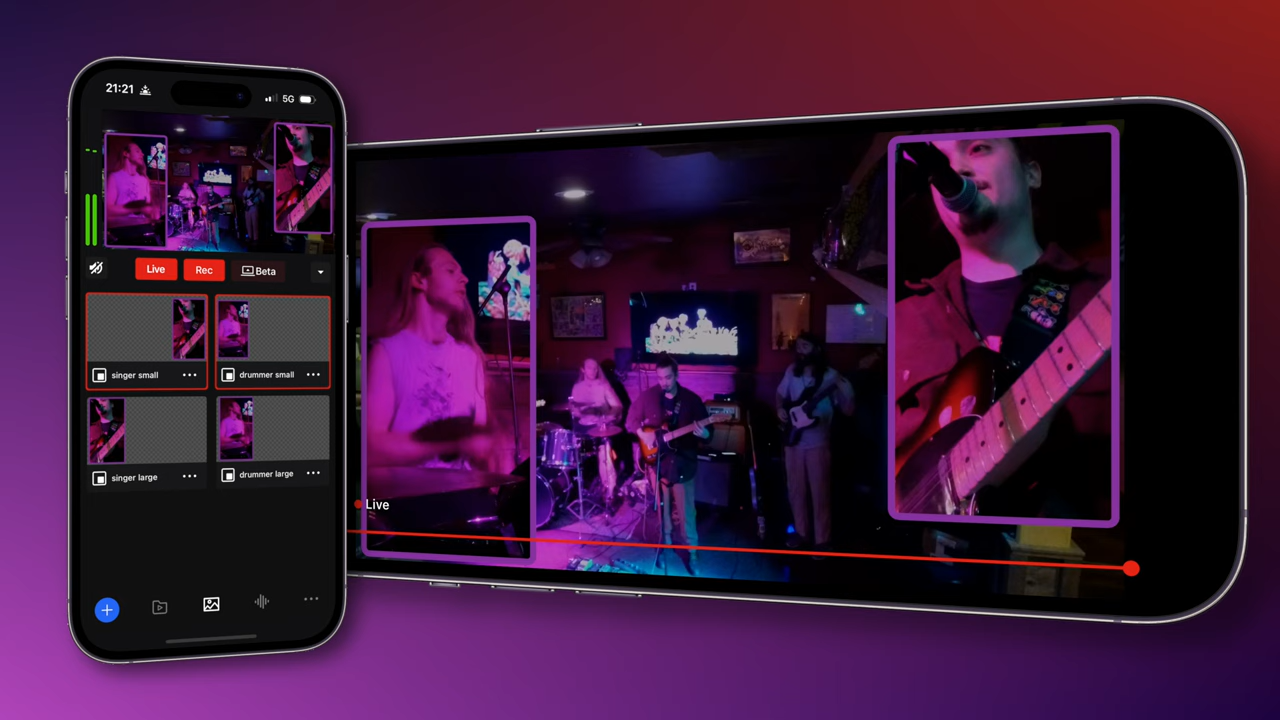 21:21
5G
Live
Rec
Beta
singer small
drummer small
singer large
drummer large
Live